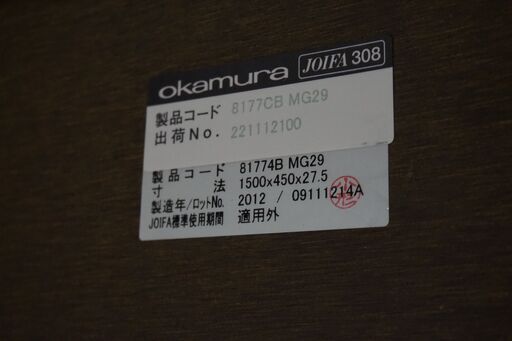 okamura JOIFA 308
製品コード 8177CB MG29
出荷No. 221112100
製品コード 81774B MG29
寸法 1500x450x27.5
製造年/ロットNo. 2012 / 09111214A
JOIFA標準使用期間 適用外